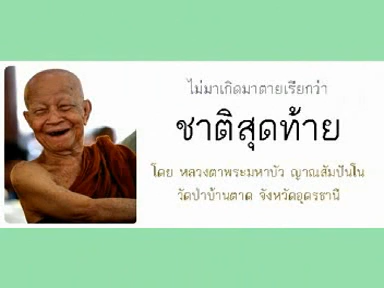 ไม่มาเกิดมาตายเรียกว่า
ชาติสุดท้าย
โดย หลวงตาพระมหาบัว ญาณสัมปันโน
วัดป่าบ้านตาด จังหวัดอุดรธานี